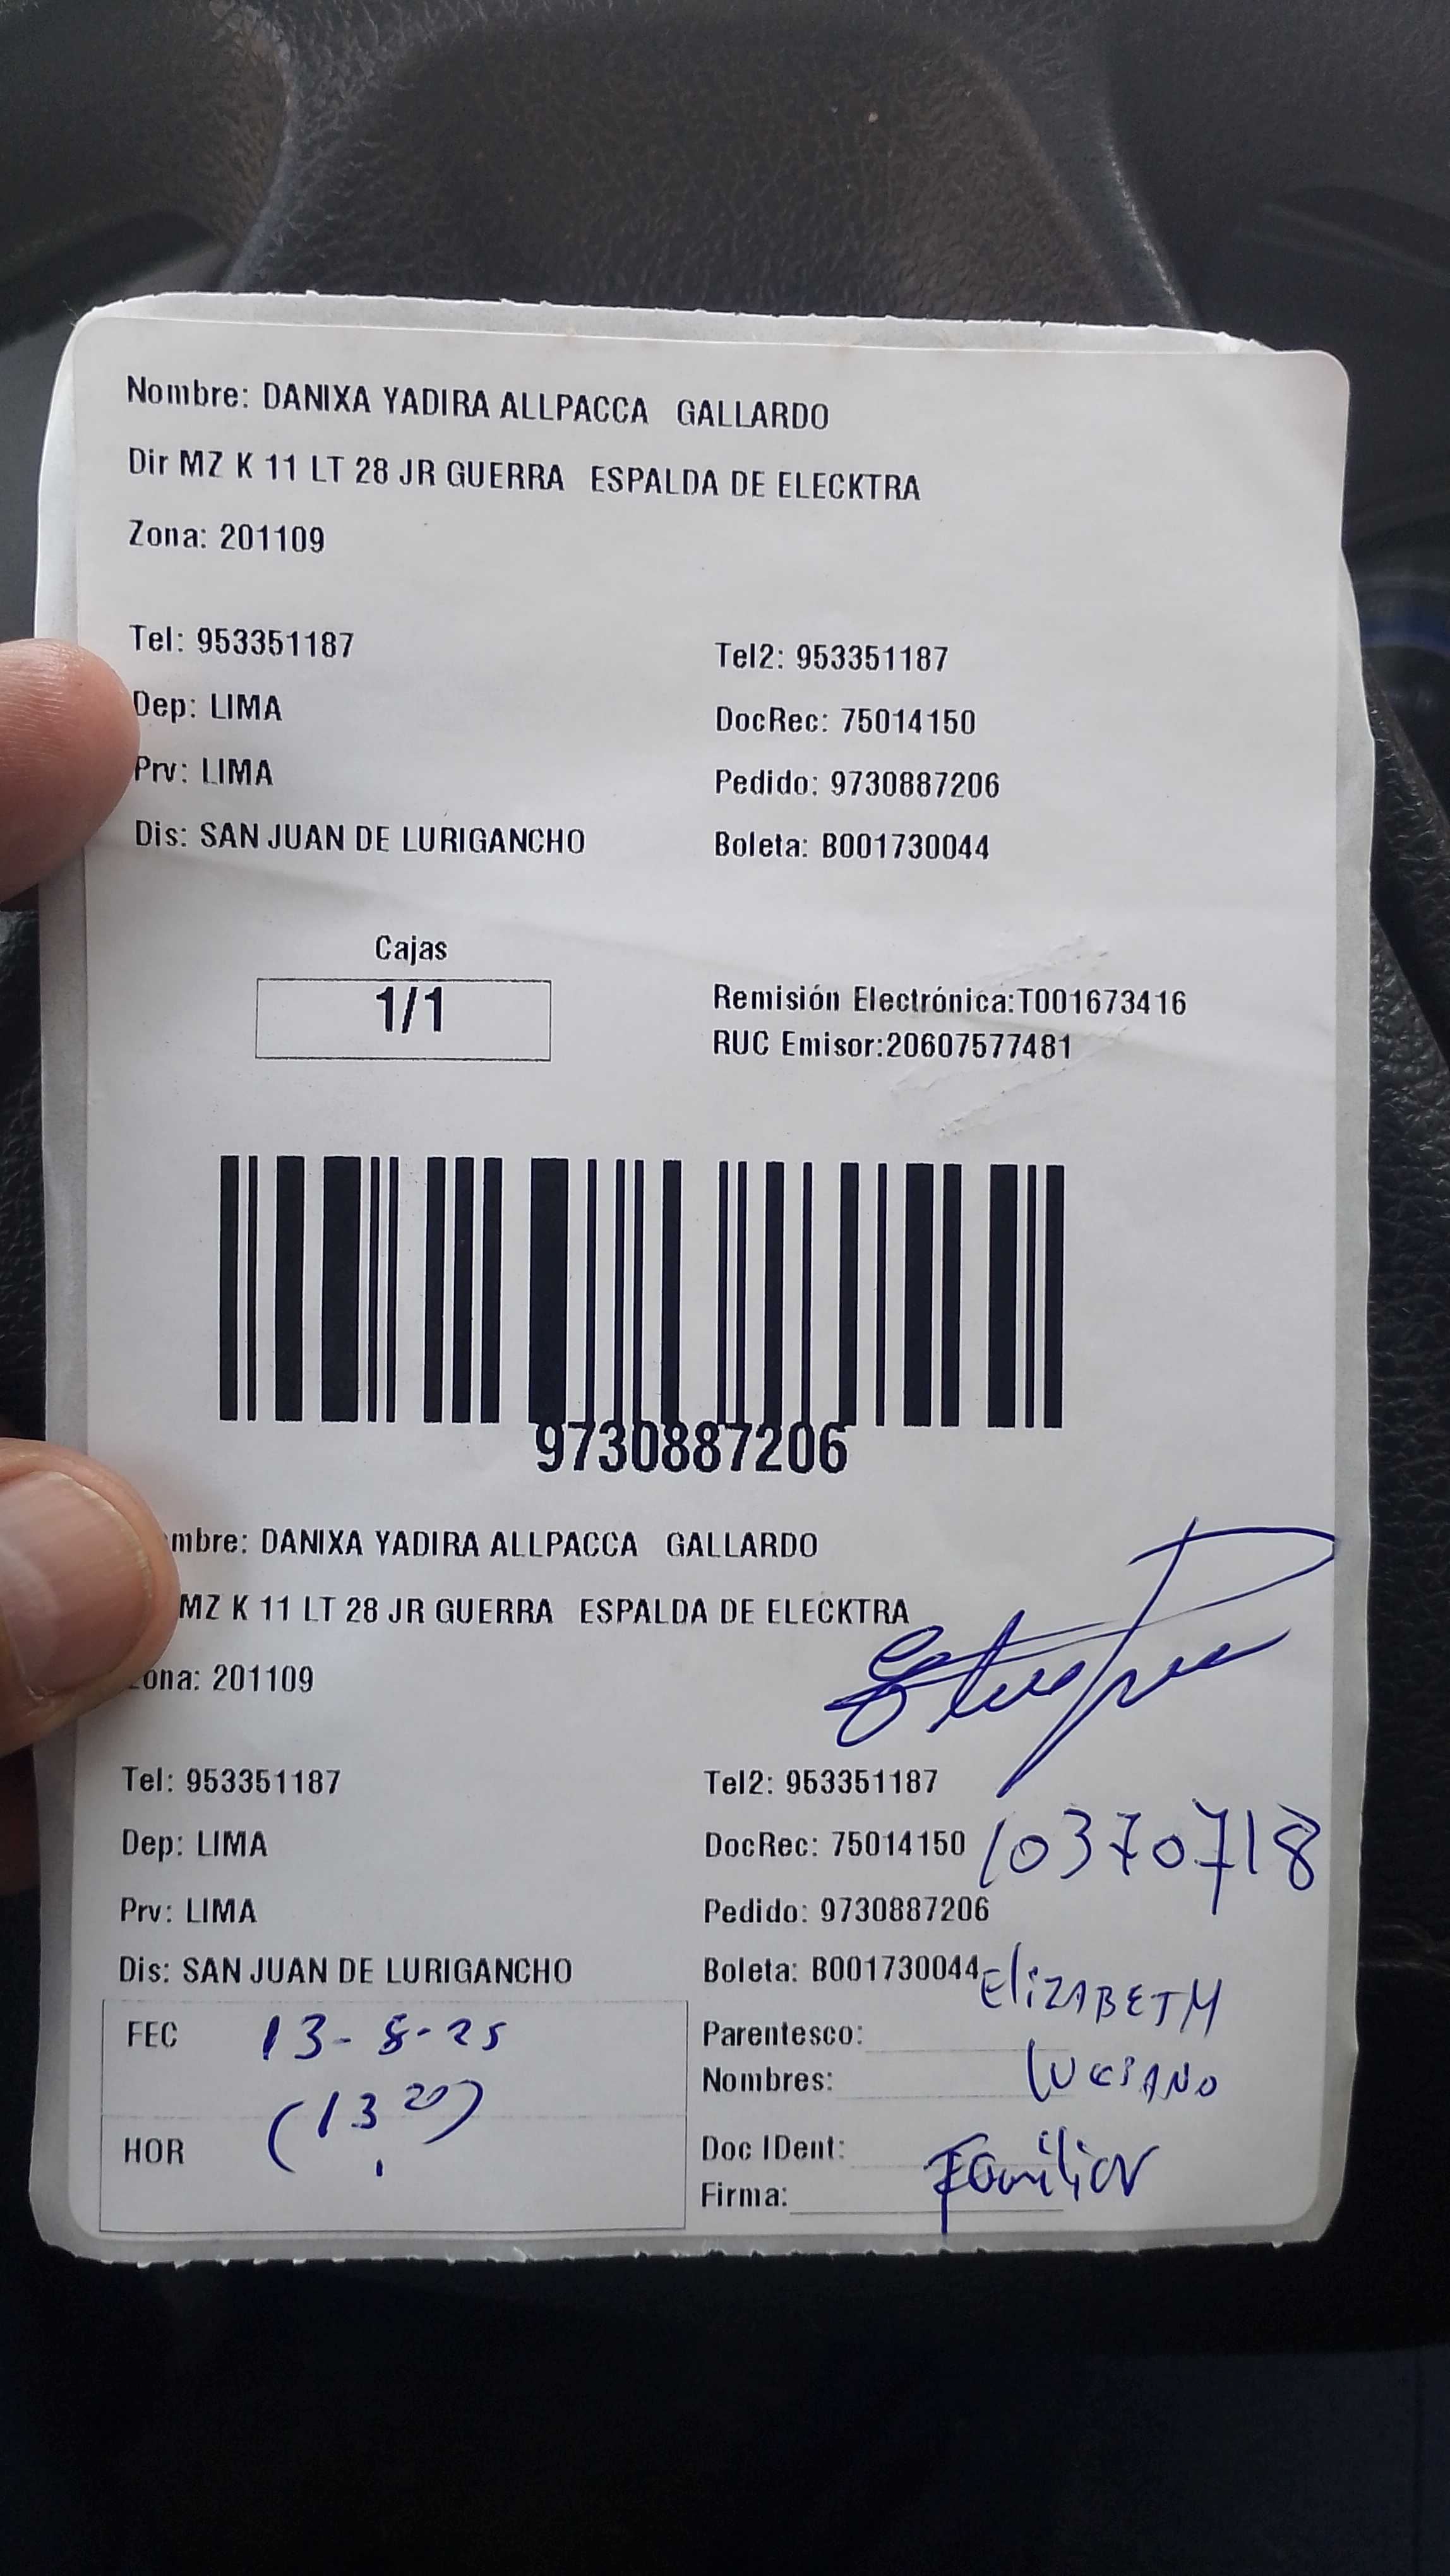 Nombre: DANIXA YADIRA ALLPACCA GALLARDO
Dir MZ K 11 LT 28 JR GUERRA ESPALDA DE ELECKTRA
Zona: 201109
Tel: 953351187 Tel2: 953351187
Dep: LIMA DocRec: 75014150
Prv: LIMA Pedido: 9730887206
Dis: SAN JUAN DE LURIGANCHO Boleta: B001730044
Cajas
1/1
Remisión Electrónica:T001673416
RUC Emisor:20607577481
9730887206
mbre: DANIXA YADIRA ALLPACCA GALLARDO
MZ K 11 LT 28 JR GUERRA ESPALDA DE ELECKTRA
ona: 201109
Tel: 953351187 Tel2: 953351187
Dep: LIMA DocRec: 75014150 10370718
Prv: LIMA Pedido: 9730887206
Dis: SAN JUAN DE LURIGANCHO Boleta: B001730044 ElizABETH
FEC 13-8-25 Parentesco:
Nombres: LUCIANO
(13 20)
HOR Doc IDent: Familiar
Firma: